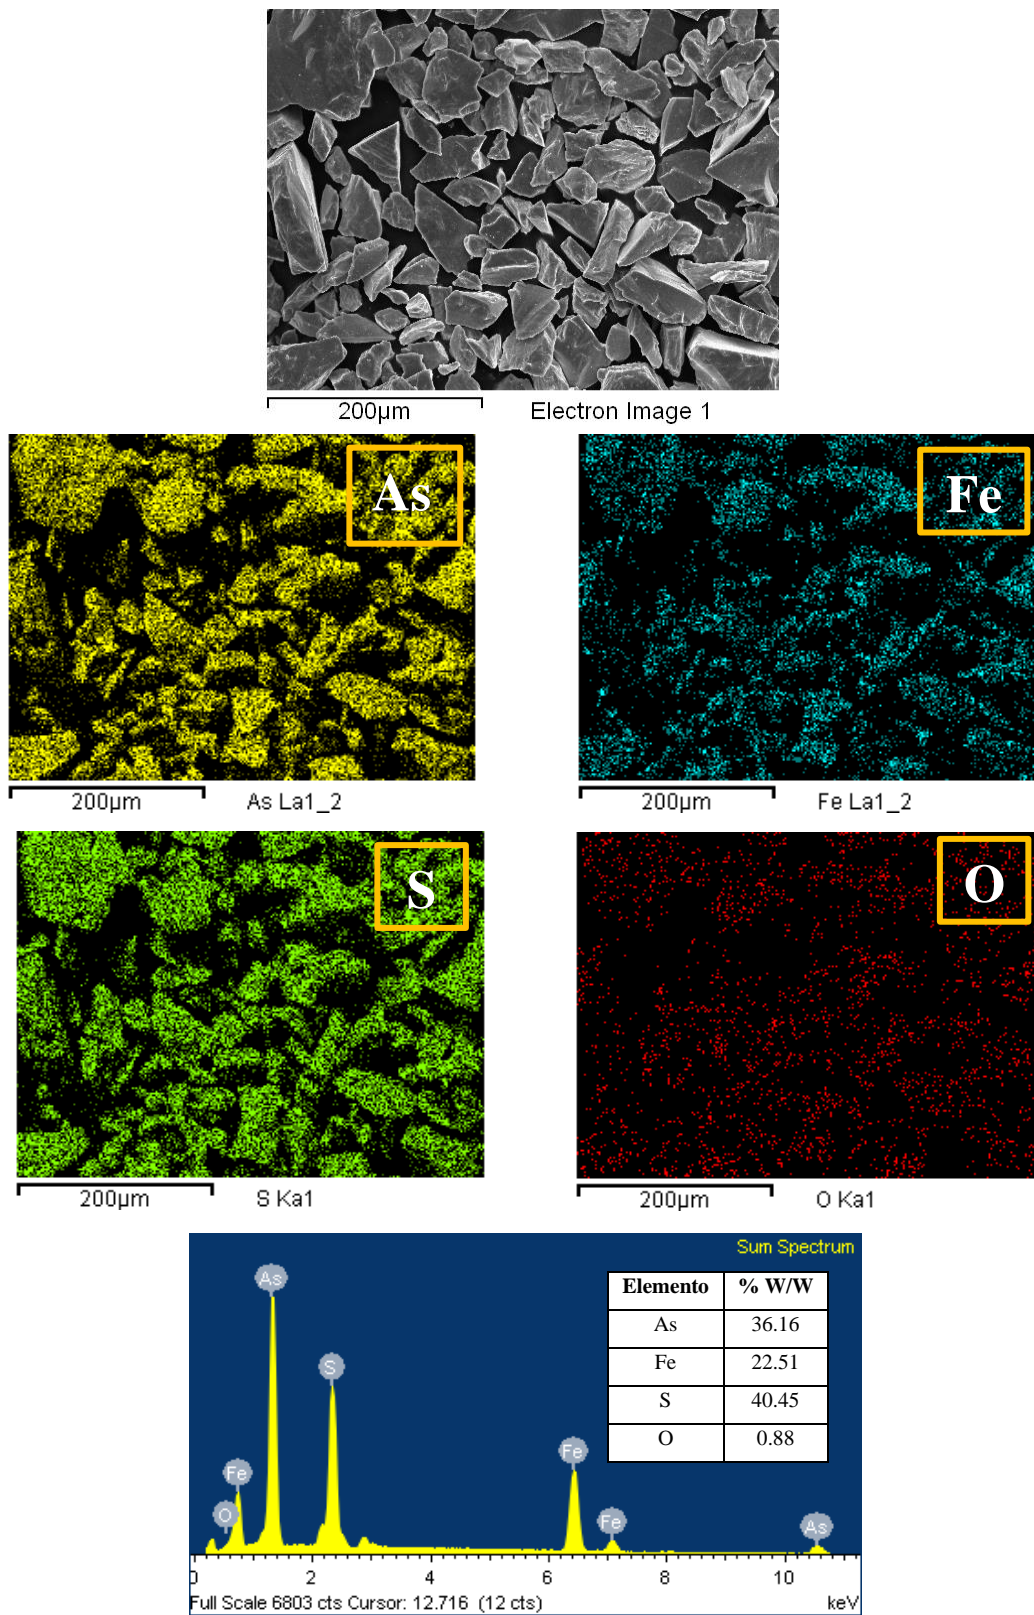 200µm Electron Image 1
As
Fe
200µm As La1_2
200µm Fe La1_2
S
O
200µm S Ka1
200µm O Ka1
Sum Spectrum
Elemento % W/W
As 36.16
Fe 22.51
S 40.45
O 0.88
As
S
Fe
Fe
O
Fe
As
0 2 4 6 8 10
Full Scale 6803 cts Cursor: 12.716 (12 cts) keV